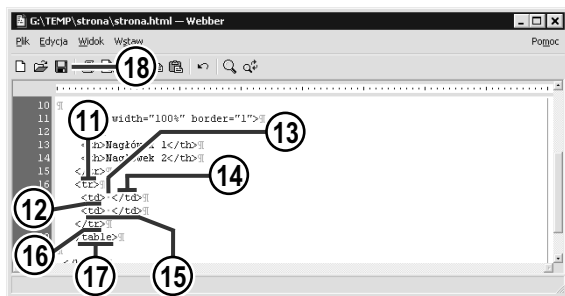 G:\TEMP\strona\strona.html — Webber
Plik Edycja Widok Wstaw Pomoc
18
10 ¶
11 width="100%" border="1">¶
12
13 <th>Nagłówek 1</th>¶
14 <th>Nagłówek 2</th>¶
15 </tr>¶
16 <tr>¶
<td>·</td>¶
<td>·</td>¶
</tr>¶
/table>¶
11
13
14
12
16
17
15